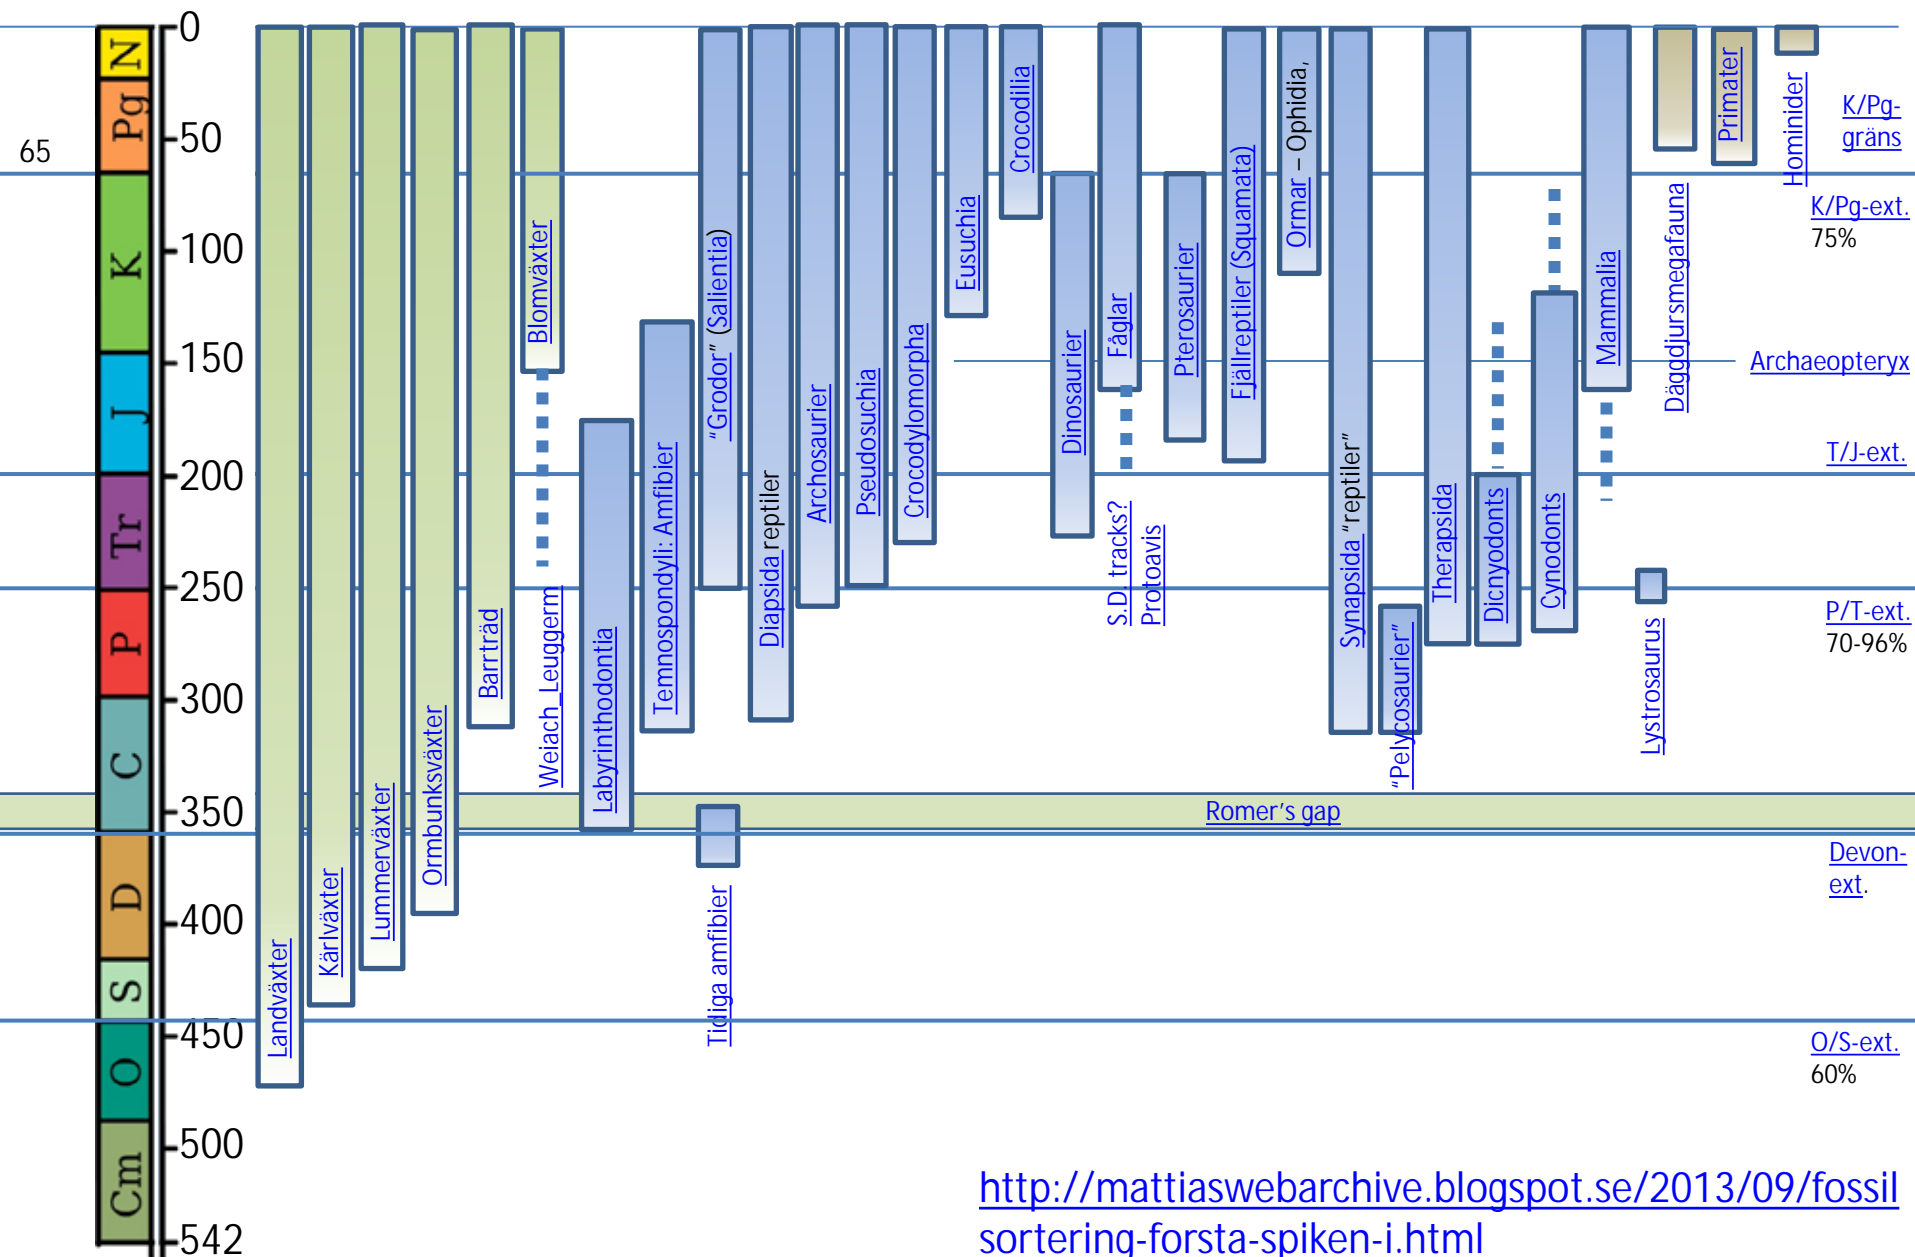 0
50
100
150
200
250
300
350
400
450
500
542
65
N
Pg
K
J
Tr
P
C
D
S
O
Cm
Landväxter
Kärlväxter
Lummerväxter
Ormbunksväxter
Barrträd
Blomväxter
Weiach_Leuggerm
Labyrinthodontia
Temnospondyli: Amfibier
"Grodor" (Salientia)
Tidiga amfibier
Diapsida reptiler
Archosaurier
Pseudosuchia
Crocodylomorpha
Eusuchia
Crocodilia
Dinosaurier
Fåglar
S.D. tracks?
Protoavis
Pterosaurier
Fjällreptiler (Squamata)
Ormar – Ophidia,
Synapsida "reptiler"
"Pelycosaurier"
Therapsida
Dicnyodonts
Cynodonts
Mammalia
Lystrosaurus
Däggdjursmegafauna
Primater
Hominider
K/Pg-
gräns
K/Pg-ext.
75%
Archaeopteryx
T/J-ext.
P/T-ext.
70-96%
Romer's gap
Devon-
ext.
O/S-ext.
60%
http://mattiaswebarchive.blogspot.se/2013/09/fossil
sortering-forsta-spiken-i.html